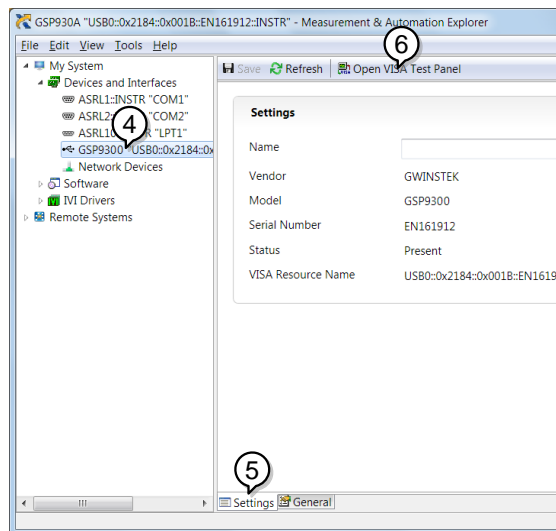 GSP930A "USB0::0x2184::0x001B::EN161912::INSTR" - Measurement & Automation Explorer
File Edit View Tools Help
6
My System
Devices and Interfaces
ASRL1::INSTR "COM1"
ASRL2: "COM2"
ASRL10 R "LPT1"
4
GSP9300 "USB0::0x2184::0x
Network Devices
Software
IVI Drivers
Remote Systems
Save Refresh Open VISA Test Panel
Settings
Name
Vendor GWINSTEK
Model GSP9300
Serial Number EN161912
Status Present
VISA Resource Name USB0::0x2184::0x001B::EN1619
5
Settings General